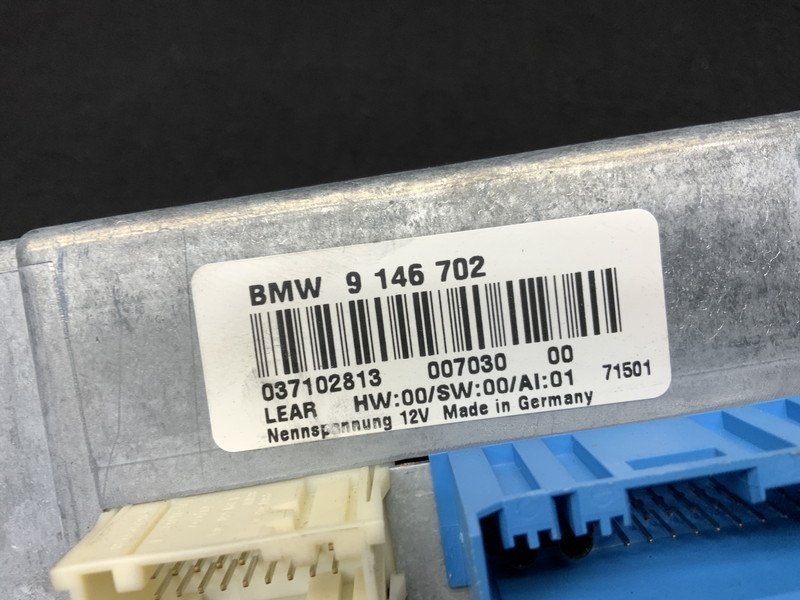 BMW 9 146 702
037102813 007030 00
LEAR HW:00/SW:00/AI:01 71501
Nennspannung 12V Made in Germany